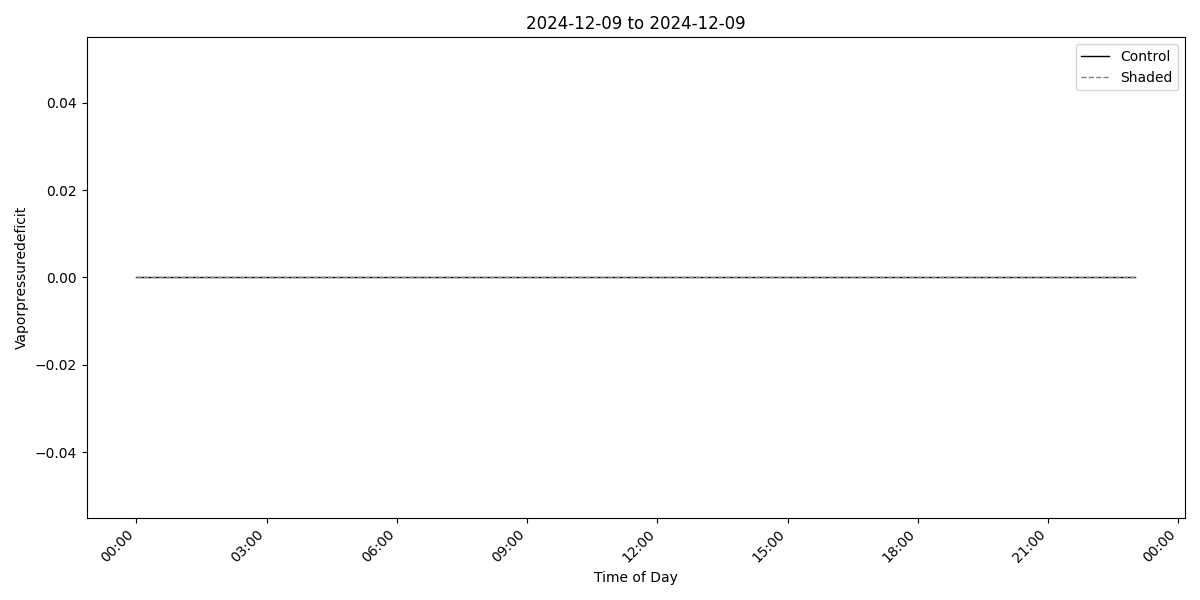 2024-12-09 to 2024-12-09
Control
Shaded
Vaporpressuredeficit
0.04
0.02
0.00
−0.02
−0.04
00:00
03:00
06:00
09:00
12:00
15:00
18:00
21:00
00:00
Time of Day